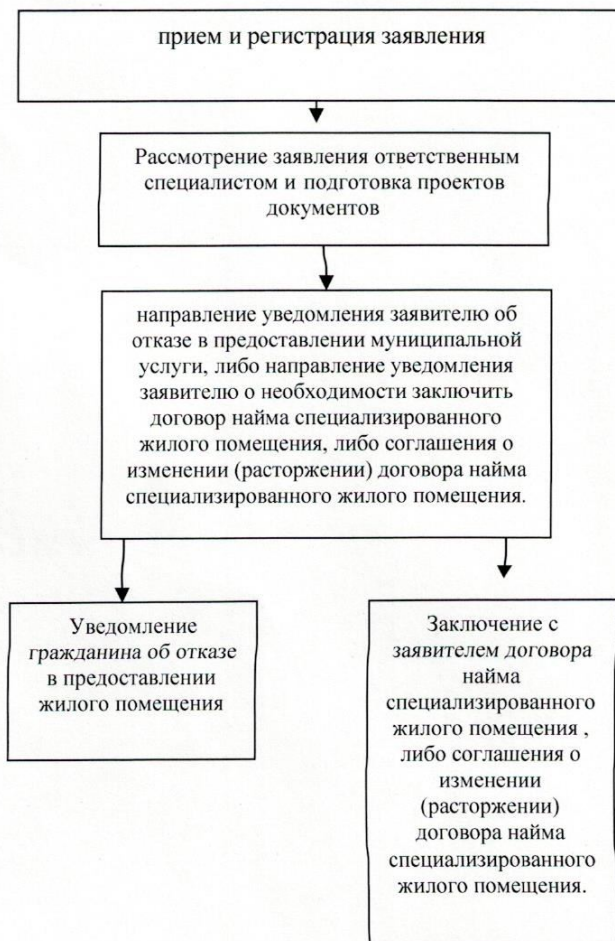 прием и регистрация заявления
Рассмотрение заявления ответственным
специалистом и подготовка проектов
документов
направление уведомления заявителю об
отказе в предоставлении муниципальной
услуги, либо направление уведомления
заявителю о необходимости заключить
договор найма специализированного
жилого помещения, либо соглашения о
изменении (расторжении) договора найма
специализированного жилого помещения.
Уведомление
гражданина об отказе
в предоставлении
жилого помещения
Заключение с
заявителем договора
найма
специализированного
жилого помещения ,
либо соглашения о
изменении
(расторжении)
договора найма
специализированного
жилого помещения.